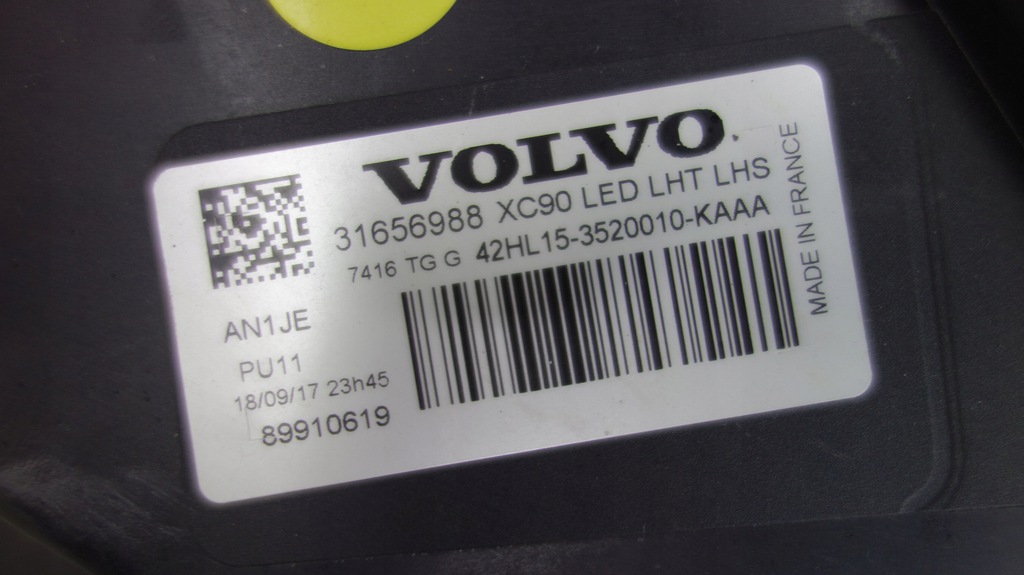 VOLVO
31656988 XC90 LED LHT LHS
7416 TG G 42HL15-3520010-KAAA
MADE IN FRANCE
AN1JE
PU11
18/09/17 23h45
89910619